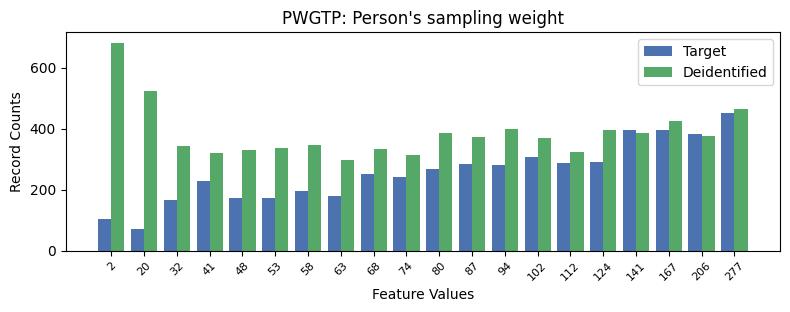 PWGTP: Person's sampling weight
Target
Deidentified
Record Counts
600
400
200
0
2 20 32 41 48 53 58 63 68 74 80 87 94 102 112 124 141 167 206 277
Feature Values